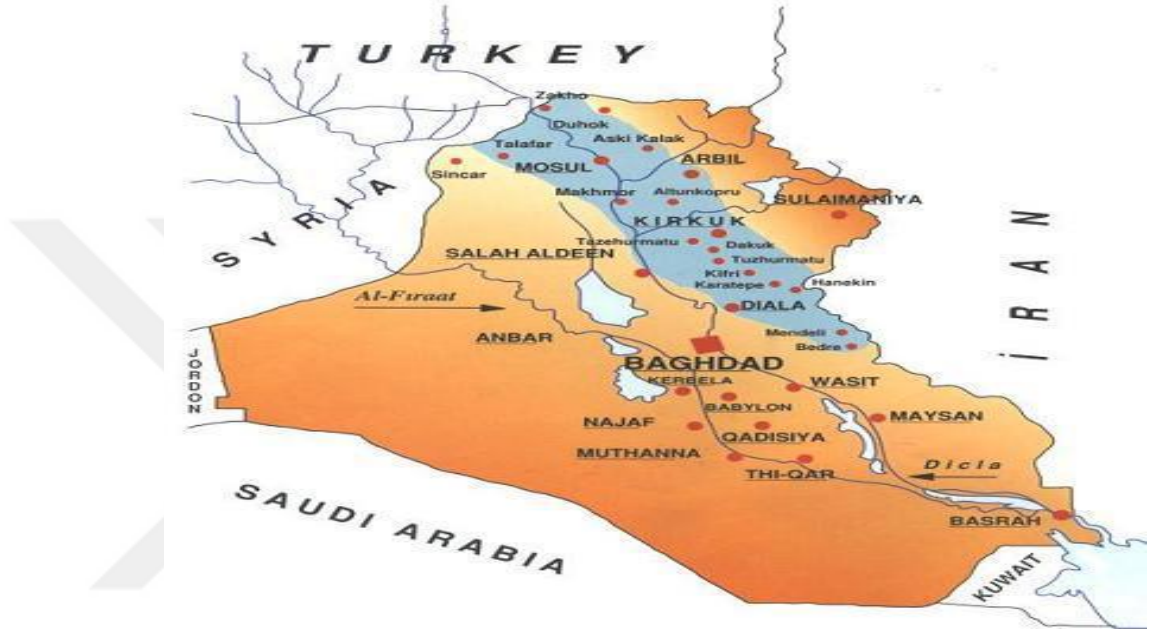 TURKEY
Zakho
Duhok
Aski Kalak
Talafar
MOSUL
ARBIL
Sincar
Makhmor
Altunkopru
SULAIMANIYA
SYRIA
KIRKUK
Tazehurmatu
Dakuk
SALAH ALDEEN
Tuzhurmatu
Kifri
Karatepe
Hanekin
İRAN
Al-Fıraat
DIALA
ANBAR
Mendeli
Bedre
BAGHDAD
JORDON
KERBELA
WASIT
BABYLON
NAJAF
MAYSAN
QADISIYA
MUTHANNA
THI-QAR
Dicla
SAUDI ARABIA
BASRAH
KUWAIT